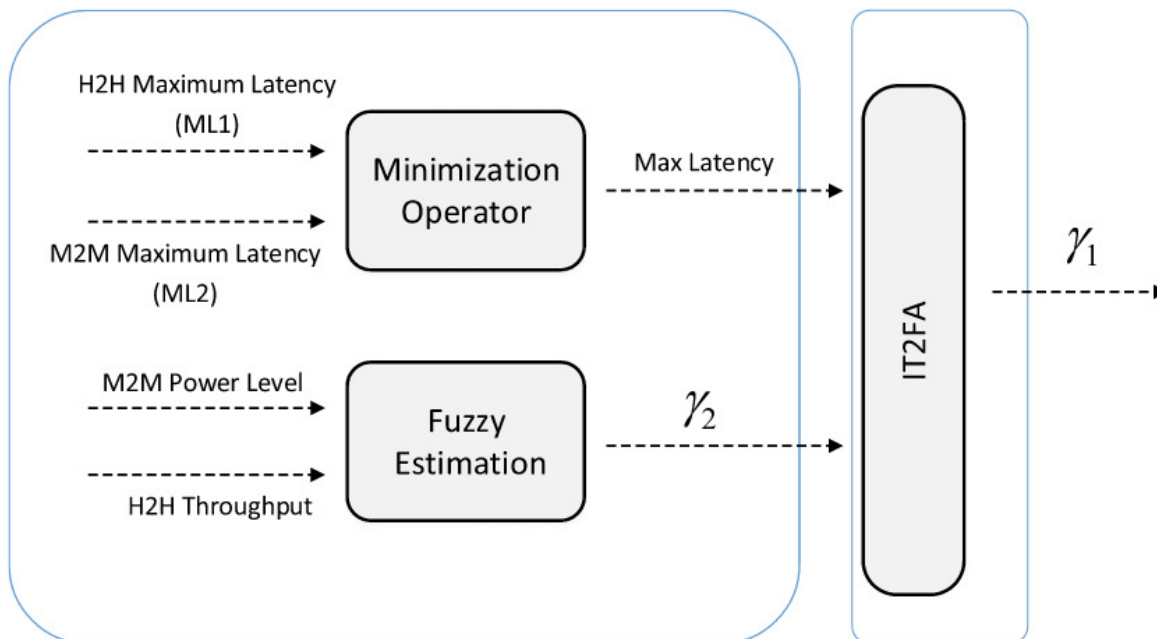 H2H Maximum Latency
(ML1)
Minimization
Operator
Max Latency
M2M Maximum Latency
(ML2)
γ₁
IT2FA
M2M Power Level
Fuzzy
Estimation
γ₂
H2H Throughput